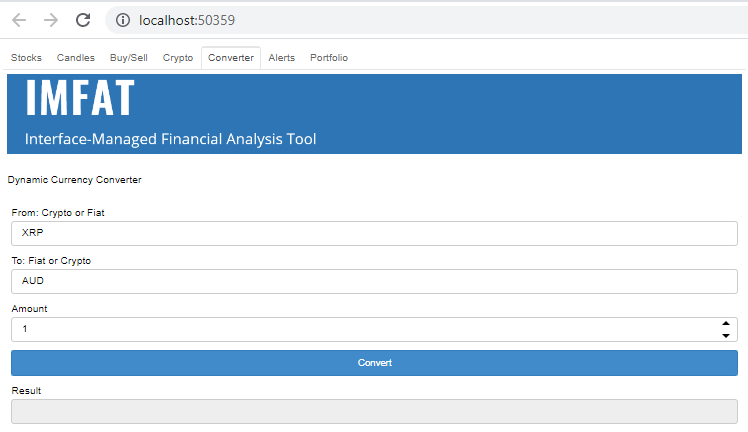 localhost:50359
Stocks Candles Buy/Sell Crypto Converter Alerts Portfolio
IMFAT
Interface-Managed Financial Analysis Tool
Dynamic Currency Converter
From: Crypto or Fiat
XRP
To: Fiat or Crypto
AUD
Amount
1
Convert
Result